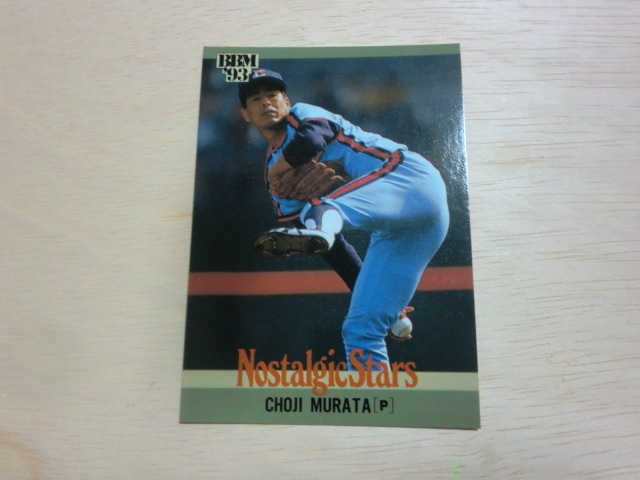 BBM
'93
Nostalgic Stars
CHOJI MURATA[P]